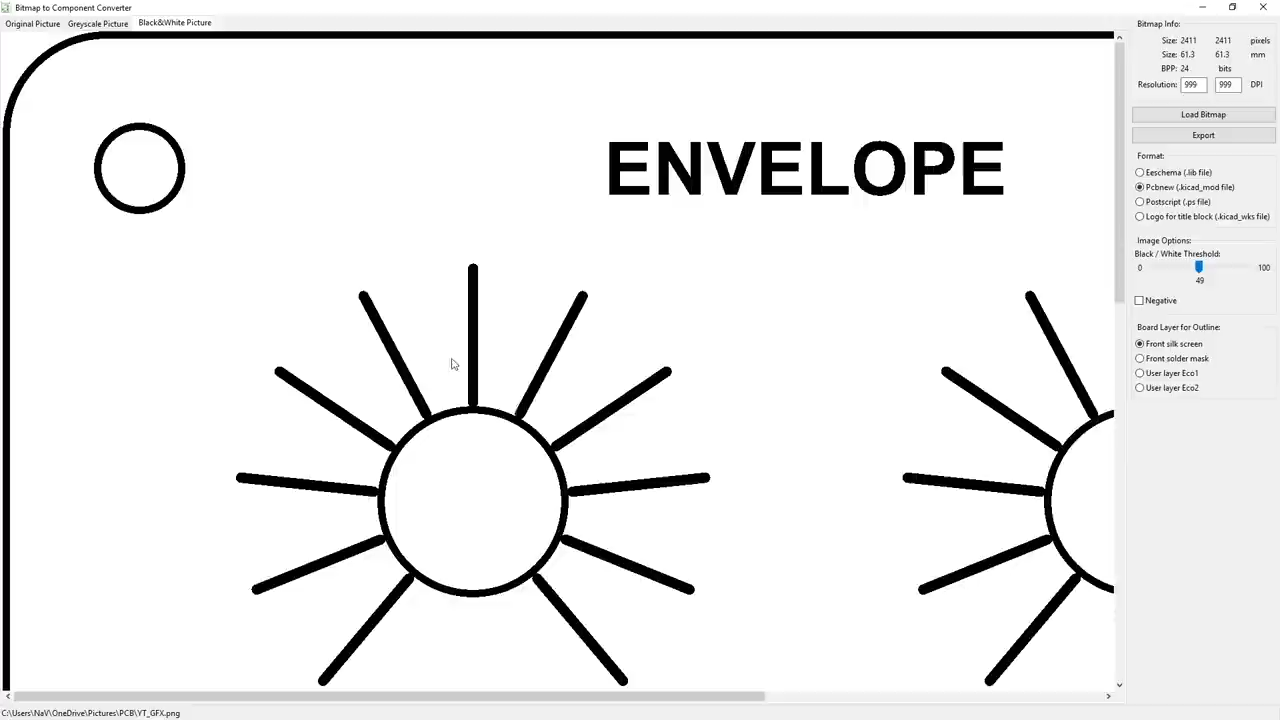 Bitmap to Component Converter
Original Picture Greyscale Picture Black&White Picture
ENVELOPE
Bitmap Info:
Size: 2411 2411 pixels
Size: 61.3 61.3 mm
BPP: 24 bits
Resolution: 999 999 DPI
Load Bitmap
Export
Format:
Eeschema (.lib file)
Pcbnew (.kicad_mod file)
Postscript (.ps file)
Logo for title block (.kicad_wks file)
Image Options:
Black / White Threshold:
0 100
49
Negative
Board Layer for Outline:
Front silk screen
Front solder mask
User layer Eco1
User layer Eco2
C:\Users\NaV\OneDrive\Pictures\PCB\YT_GFX.png